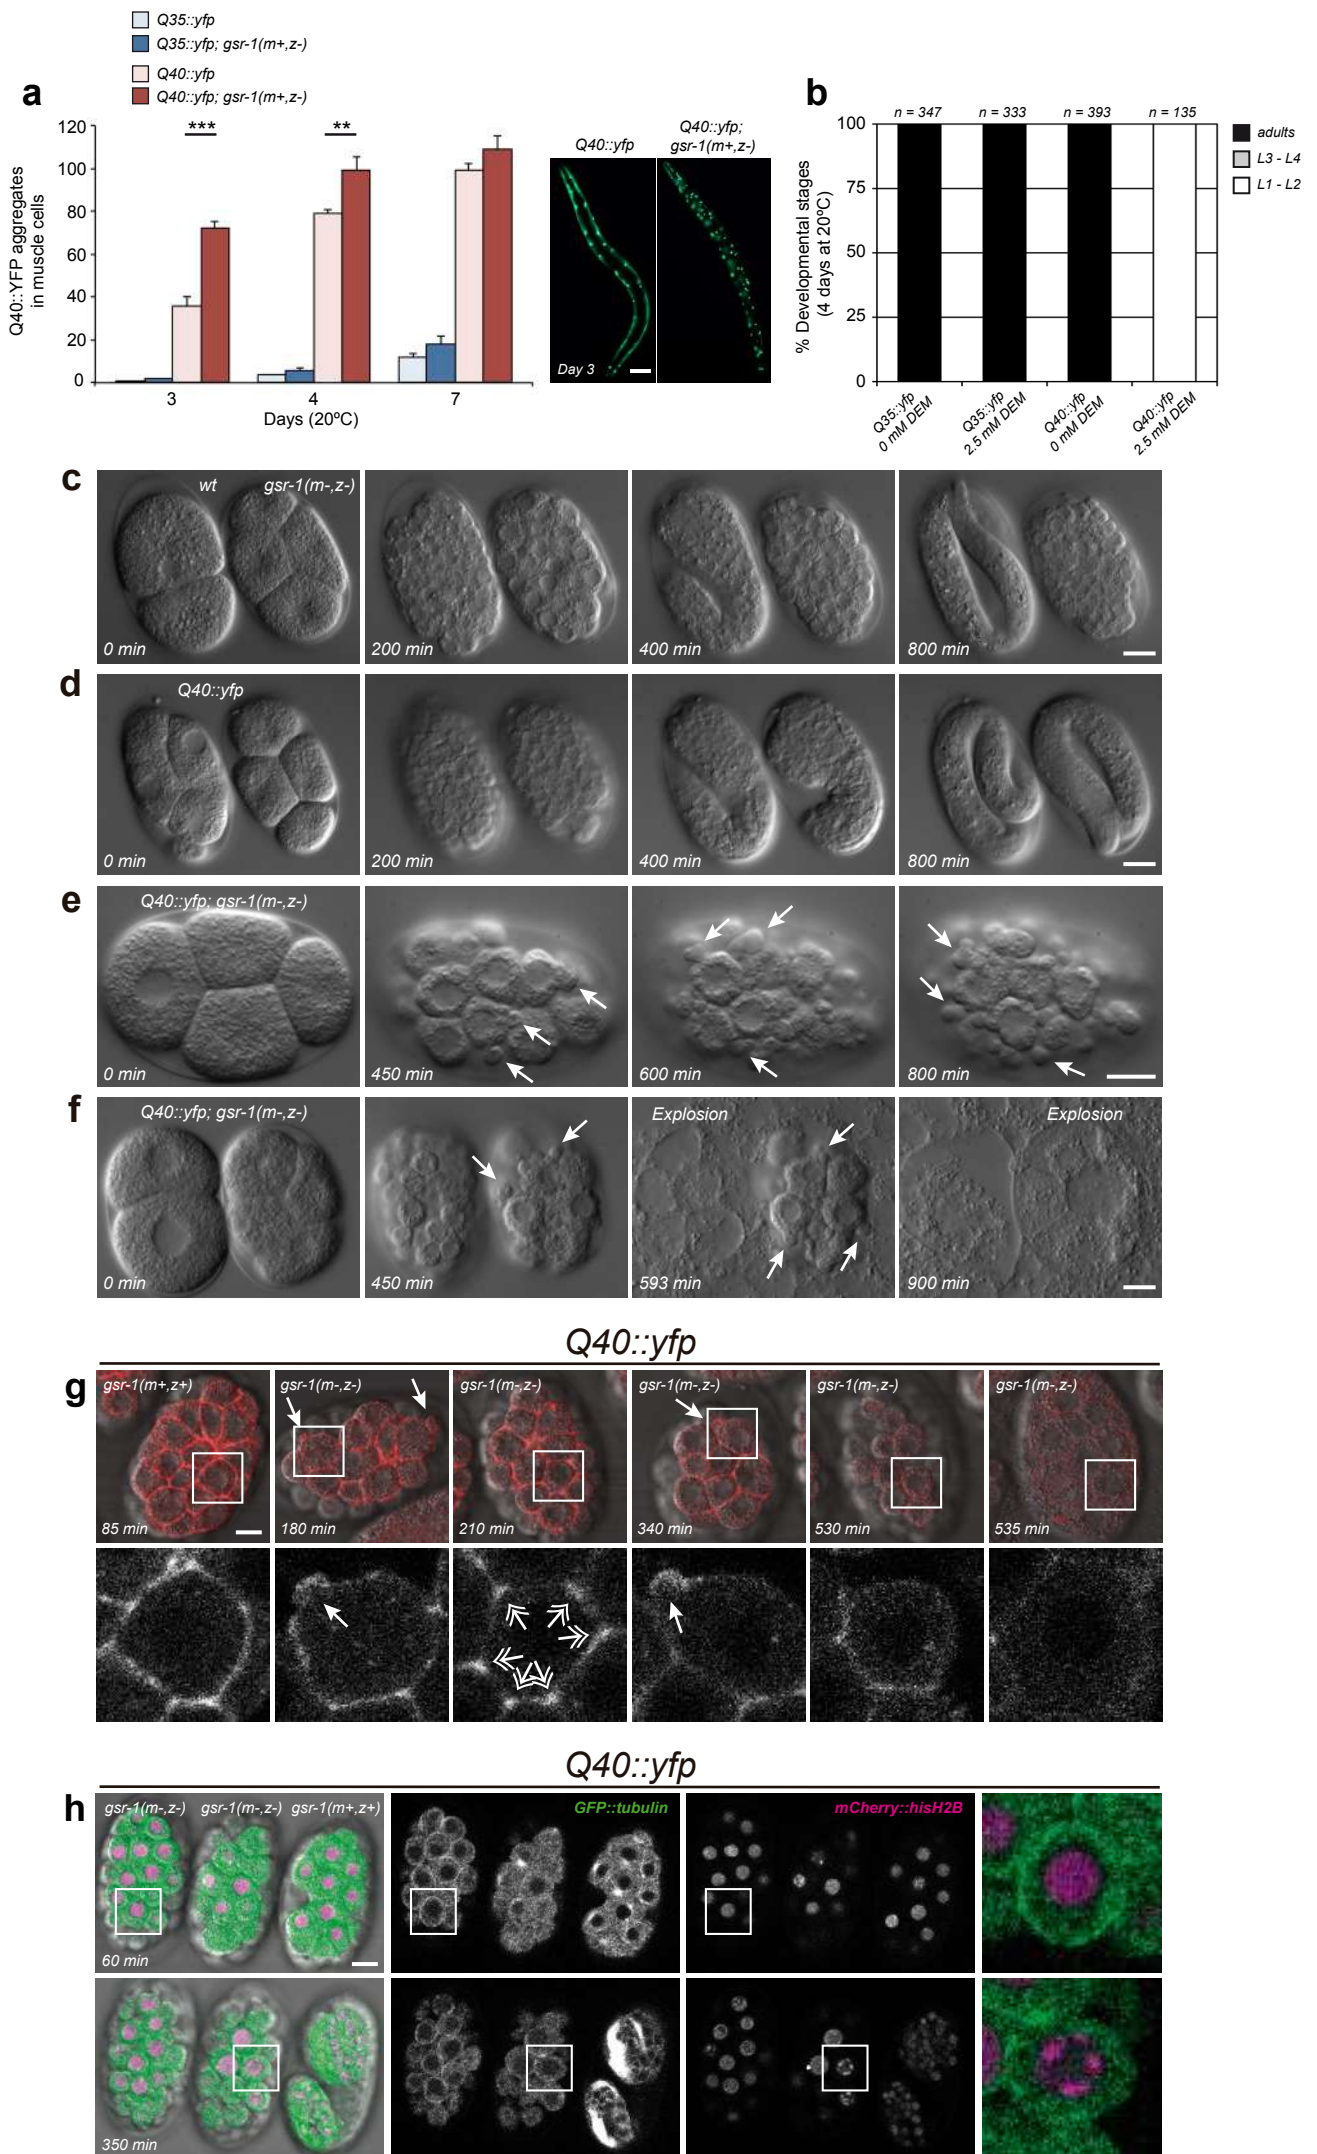 Q35::yfp
Q35::yfp; gsr-1(m+,z-)
Q40::yfp
Q40::yfp; gsr-1(m+,z-)
a
Q40::YFP aggregates
in muscle cells
120
100
80
60
40
20
0
***
**
3
4
7
Days (20ºC)
Q40::yfp
Q40::yfp;
gsr-1(m+,z-)
Day 3
b
% Developmental stages
(4 days at 20ºC)
100
75
50
25
0
n = 347
n = 333
n = 393
n = 135
adults
L3 - L4
L1 - L2
Q35::yfp
0 mM DEM
Q35::yfp
2.5 mM DEM
Q40::yfp
0 mM DEM
Q40::yfp
2.5 mM DEM
c
wt
gsr-1(m-,z-)
0 min
200 min
400 min
800 min
d
Q40::yfp
0 min
200 min
400 min
800 min
e
Q40::yfp; gsr-1(m-,z-)
0 min
450 min
600 min
800 min
f
Q40::yfp; gsr-1(m-,z-)
Explosion
Explosion
0 min
450 min
593 min
900 min
Q40::yfp
g
gsr-1(m+,z+)
gsr-1(m-,z-)
gsr-1(m-,z-)
gsr-1(m-,z-)
gsr-1(m-,z-)
gsr-1(m-,z-)
85 min
180 min
210 min
340 min
530 min
535 min
Q40::yfp
h
gsr-1(m-,z-)
gsr-1(m-,z-)
gsr-1(m+,z+)
GFP::tubulin
mCherry::hisH2B
60 min
350 min